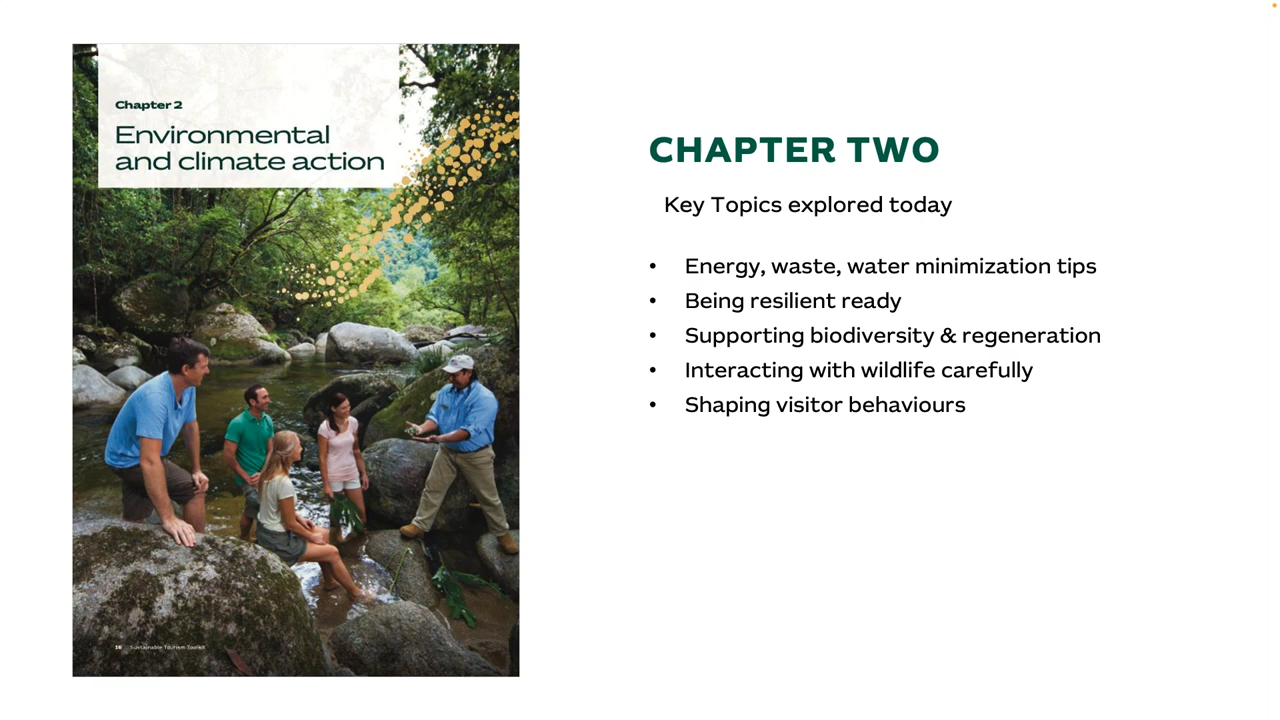 Chapter 2
Environmental
and climate action
16 Sustainable Tourism Toolkit
CHAPTER TWO
Key Topics explored today
• Energy, waste, water minimization tips
• Being resilient ready
• Supporting biodiversity & regeneration
• Interacting with wildlife carefully
• Shaping visitor behaviours